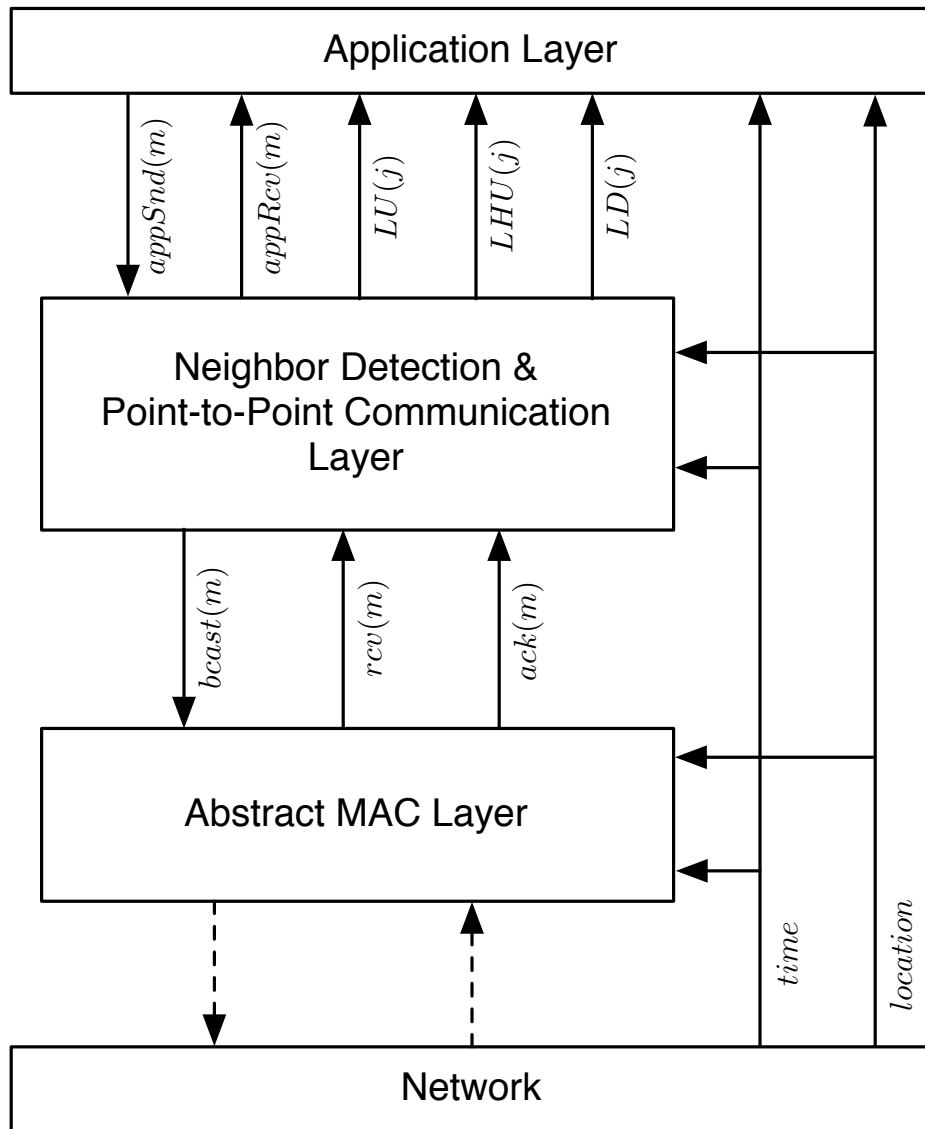 Application Layer
appSnd(m)
appRcv(m)
LU(j)
LHU(j)
LD(j)
Neighbor Detection &
Point-to-Point Communication
Layer
bcast(m)
rcv(m)
ack(m)
Abstract MAC Layer
time
location
Network